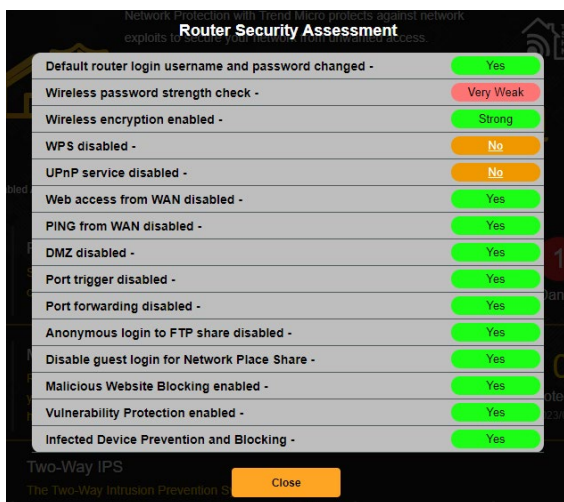 Network Protection with Trend Micro protects against network
exploits to secure your network from unwanted access.
Router Security Assessment
Default router login username and password changed - Yes
Wireless password strength check - Very Weak
Wireless encryption enabled - Strong
WPS disabled - No
UPnP service disabled - No
Web access from WAN disabled - Yes
PING from WAN disabled - Yes
DMZ disabled - Yes
Port trigger disabled - Yes
Port forwarding disabled - Yes
Anonymous login to FTP share disabled - Yes
Disable guest login for Network Place Share - Yes
Malicious Website Blocking enabled - Yes
Vulnerability Protection enabled - Yes
Infected Device Prevention and Blocking - Yes
Two-Way IPS
The Two-Way Intrusion Prevention
Close